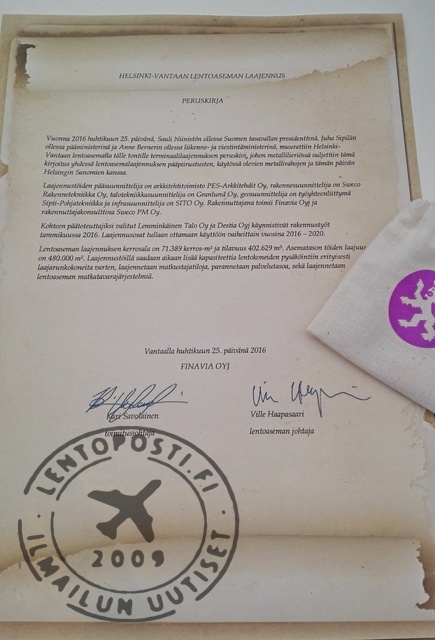 HELSINKI-VANTAAN LENTOASEMAN LAAJENNUS
PERUSKIRJA
Vuonna 2016 huhtikuun 25. päivänä, Sauli Niinistön ollessa Suomen tasavallan presidenttinä, Juha Sipilän
ollessa pääministerinä ja Anne Bernerin ollessa liikenne- ja viestintäministerinä, muurattiin Helsinki-
Vantaan lentoasemalla tälle tontille terminaalilaajennuksen peruskivi, johon metallilieriössä suljettiin tämä
kirjoitus yhdessä lentoasemalaajennuksen pääpiirustusten, käytössä olevien metallirahojen ja tämän päivän
Helsingin Sanomien kanssa.
Laajennustöiden pääsuunnittelija on arkkitehtitoimisto PES-Arkkitehdit Oy, rakennesuunnittelija on Sweco
Rakennetekniikka Oy, talotekniikkasuunnittelija on Granlund Oy, geosuunnittelija on työyhteenliittymä
Sipti-Pohjatekniikka ja infrasuunnittelija on SITO Oy. Rakennuttajana toimii Finavia Oyj ja
rakennuttajakonsulttina Sweco PM Oy.
Kohteen päätoteuttajiksi valitut Lemminkäinen Talo Oy ja Destia Oyj käynnistivät rakennustyöt
tammikuussa 2016. Laajennusosat tullaan ottamaan käyttöön vaiheittain vuosina 2016 – 2020.
Lentoaseman laajennuksen kerrosala on 71.389 kerros-m² ja tilavuus 402.629 m³. Asematason töiden laajuus
on 480.000 m². Laajennustöillä saadaan aikaan lisää kapasiteettia lentokoneiden pysäköintiin erityisesti
laajarunkokoneita varten, laajennetaan matkustajatiloja, parannetaan palvelutasoa, sekä laajennetaan
lentoaseman matkatavarajärjestelmiä.
Vantaalla huhtikuun 25. päivänä 2016
FINAVIA OYJ
Kari Savolainen
Ville Haapasaari
toimitusjohtaja
lentoaseman johtaja
LENTOPOSTI.FI
2009
ILMAILUN UUTISET